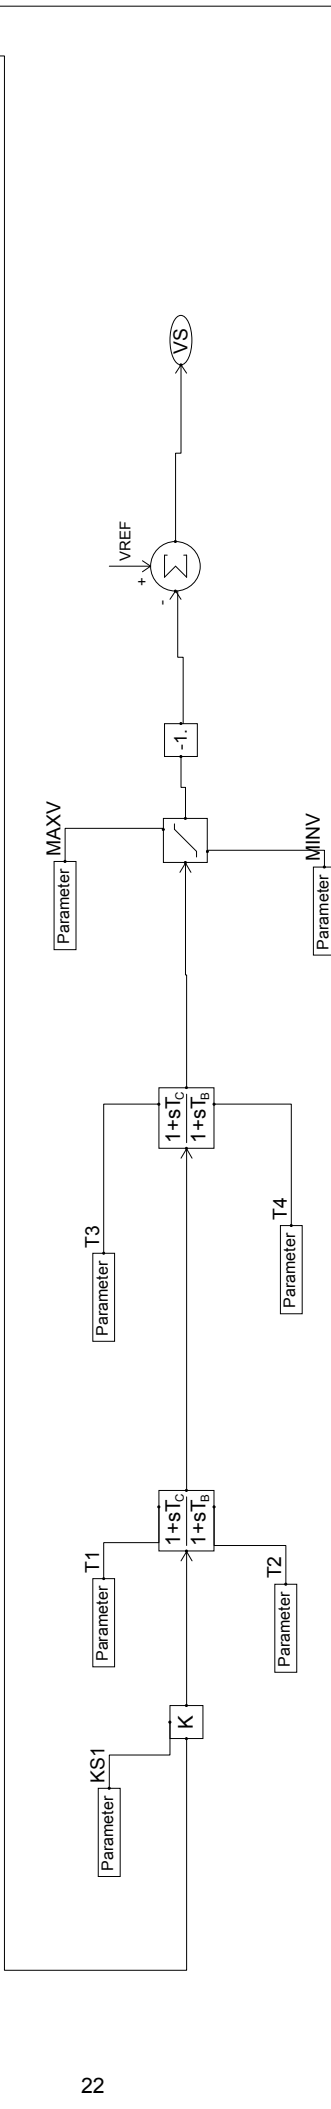 Parameter
KS1
K
Parameter
T1
1+sTC
1+sTB
Parameter
T2
Parameter
T3
1+sTC
1+sTB
Parameter
T4
Parameter
MAXV
Parameter
MINV
-1.
VREF
+
-
Σ
VS
22